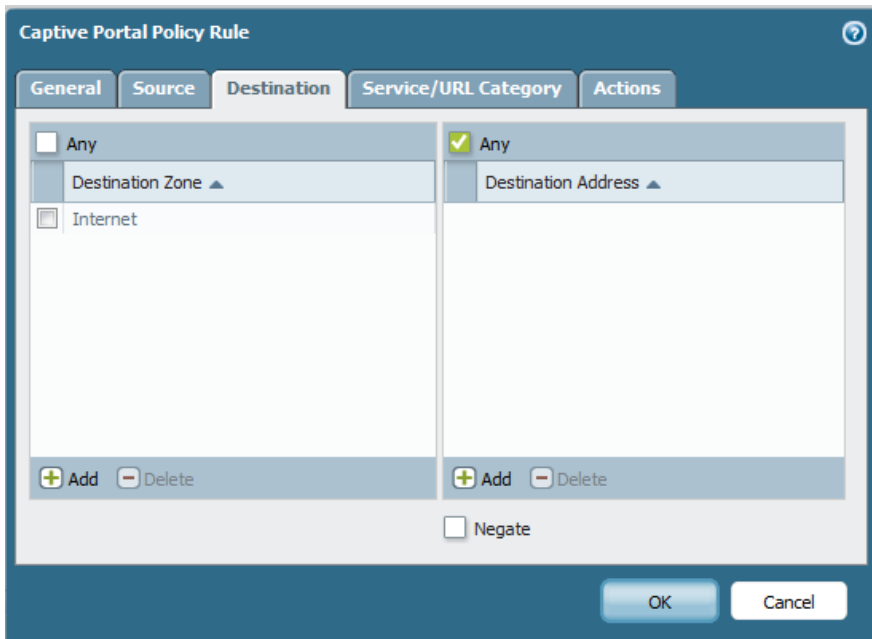 Captive Portal Policy Rule
General Source Destination Service/URL Category Actions
Any Any
Destination Zone Destination Address
Internet
Add Delete Add Delete
Negate
OK Cancel